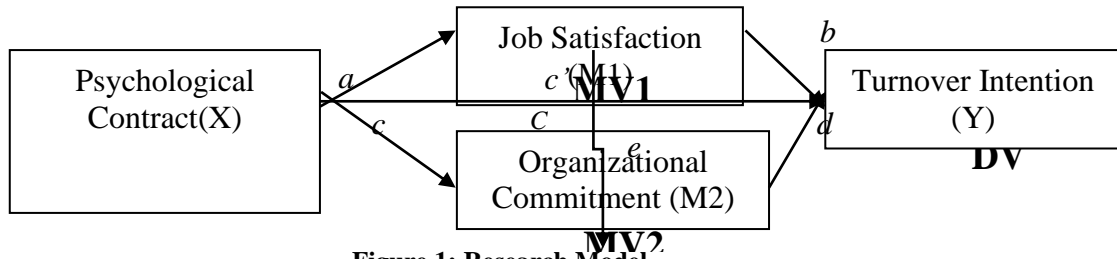 Psychological
Contract(X)
a
c
Job Satisfaction
(M1)
MV1
c’
C
e
Organizational
Commitment (M2)
MV2
b
d
Turnover Intention
(Y)
DV
Figure 1: Research Model